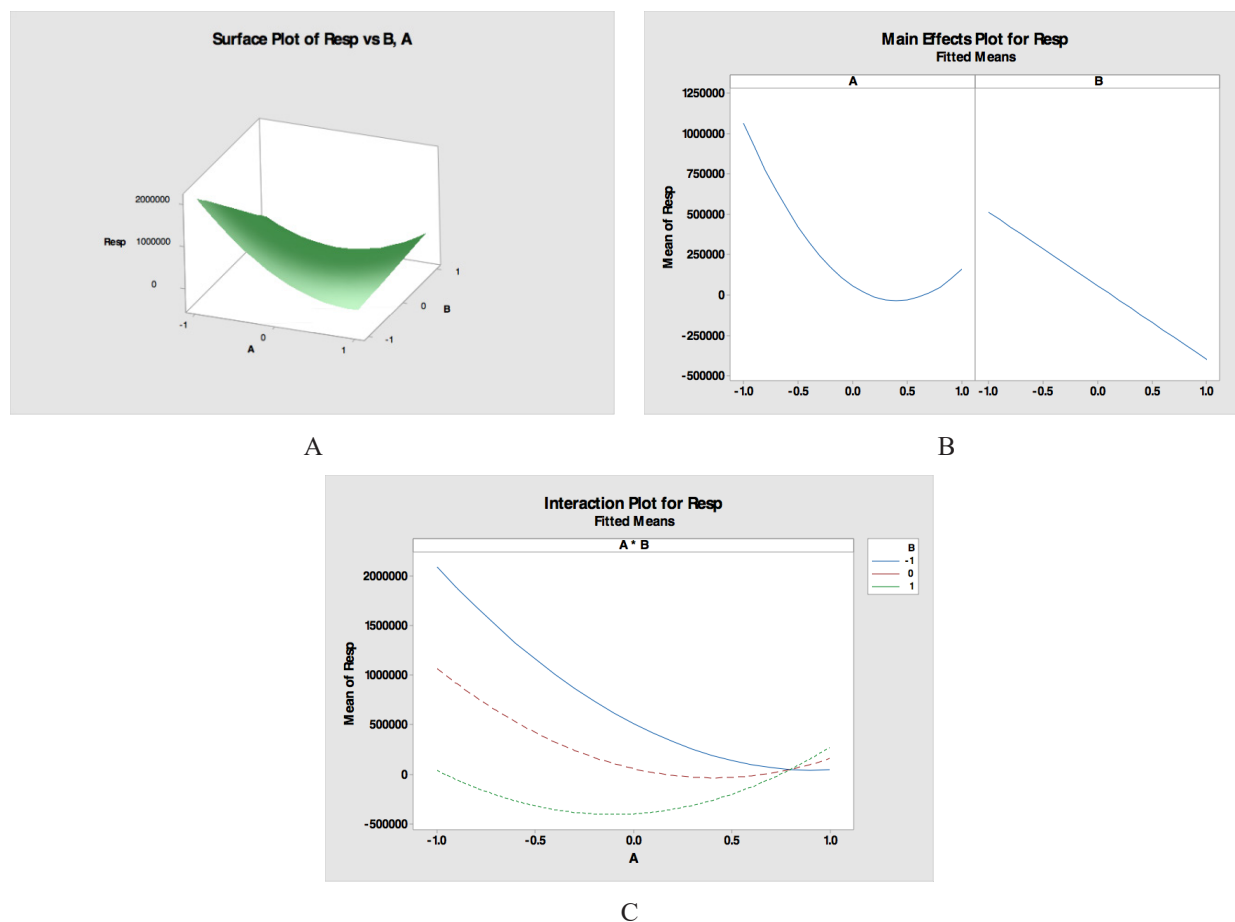 Surface Plot of Resp vs B, A
2000000
Resp
1000000
0
1
0
B
-1
-1
0
A
1
A
Main Effects Plot for Resp
Fitted Means
A
B
1250000
1000000
750000
500000
250000
0
-250000
-500000
Mean of Resp
-1.0
-0.5
0.0
0.5
1.0
-1.0
-0.5
0.0
0.5
1.0
B
Interaction Plot for Resp
Fitted Means
A * B
B
-1
0
1
2000000
1500000
1000000
500000
0
-500000
Mean of Resp
-1.0
-0.5
0.0
0.5
1.0
A
C